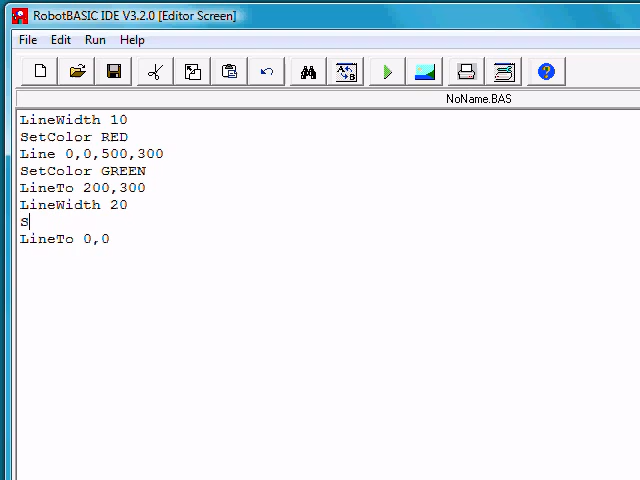 RobotBASIC IDE V3.2.0 [Editor Screen]
File Edit Run Help
A B
?
NoName.BAS
LineWidth 10
SetColor RED
Line 0,0,500,300
SetColor GREEN
LineTo 200,300
LineWidth 20
S
LineTo 0,0